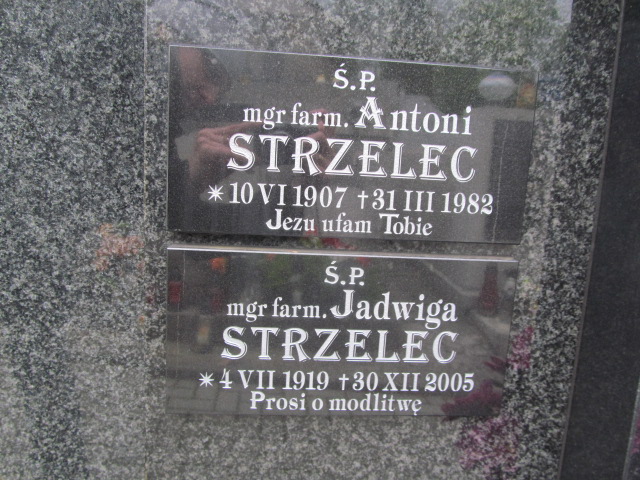 Ś.P.
mgr farm. Antoni
STRZELEC
* 10 VI 1907 † 31 III 1982
Jezu ufam Tobie
Ś.P.
mgr farm. Jadwiga
STRZELEC
* 4 VII 1919 † 30 XII 2005
Prosi o modlitwę